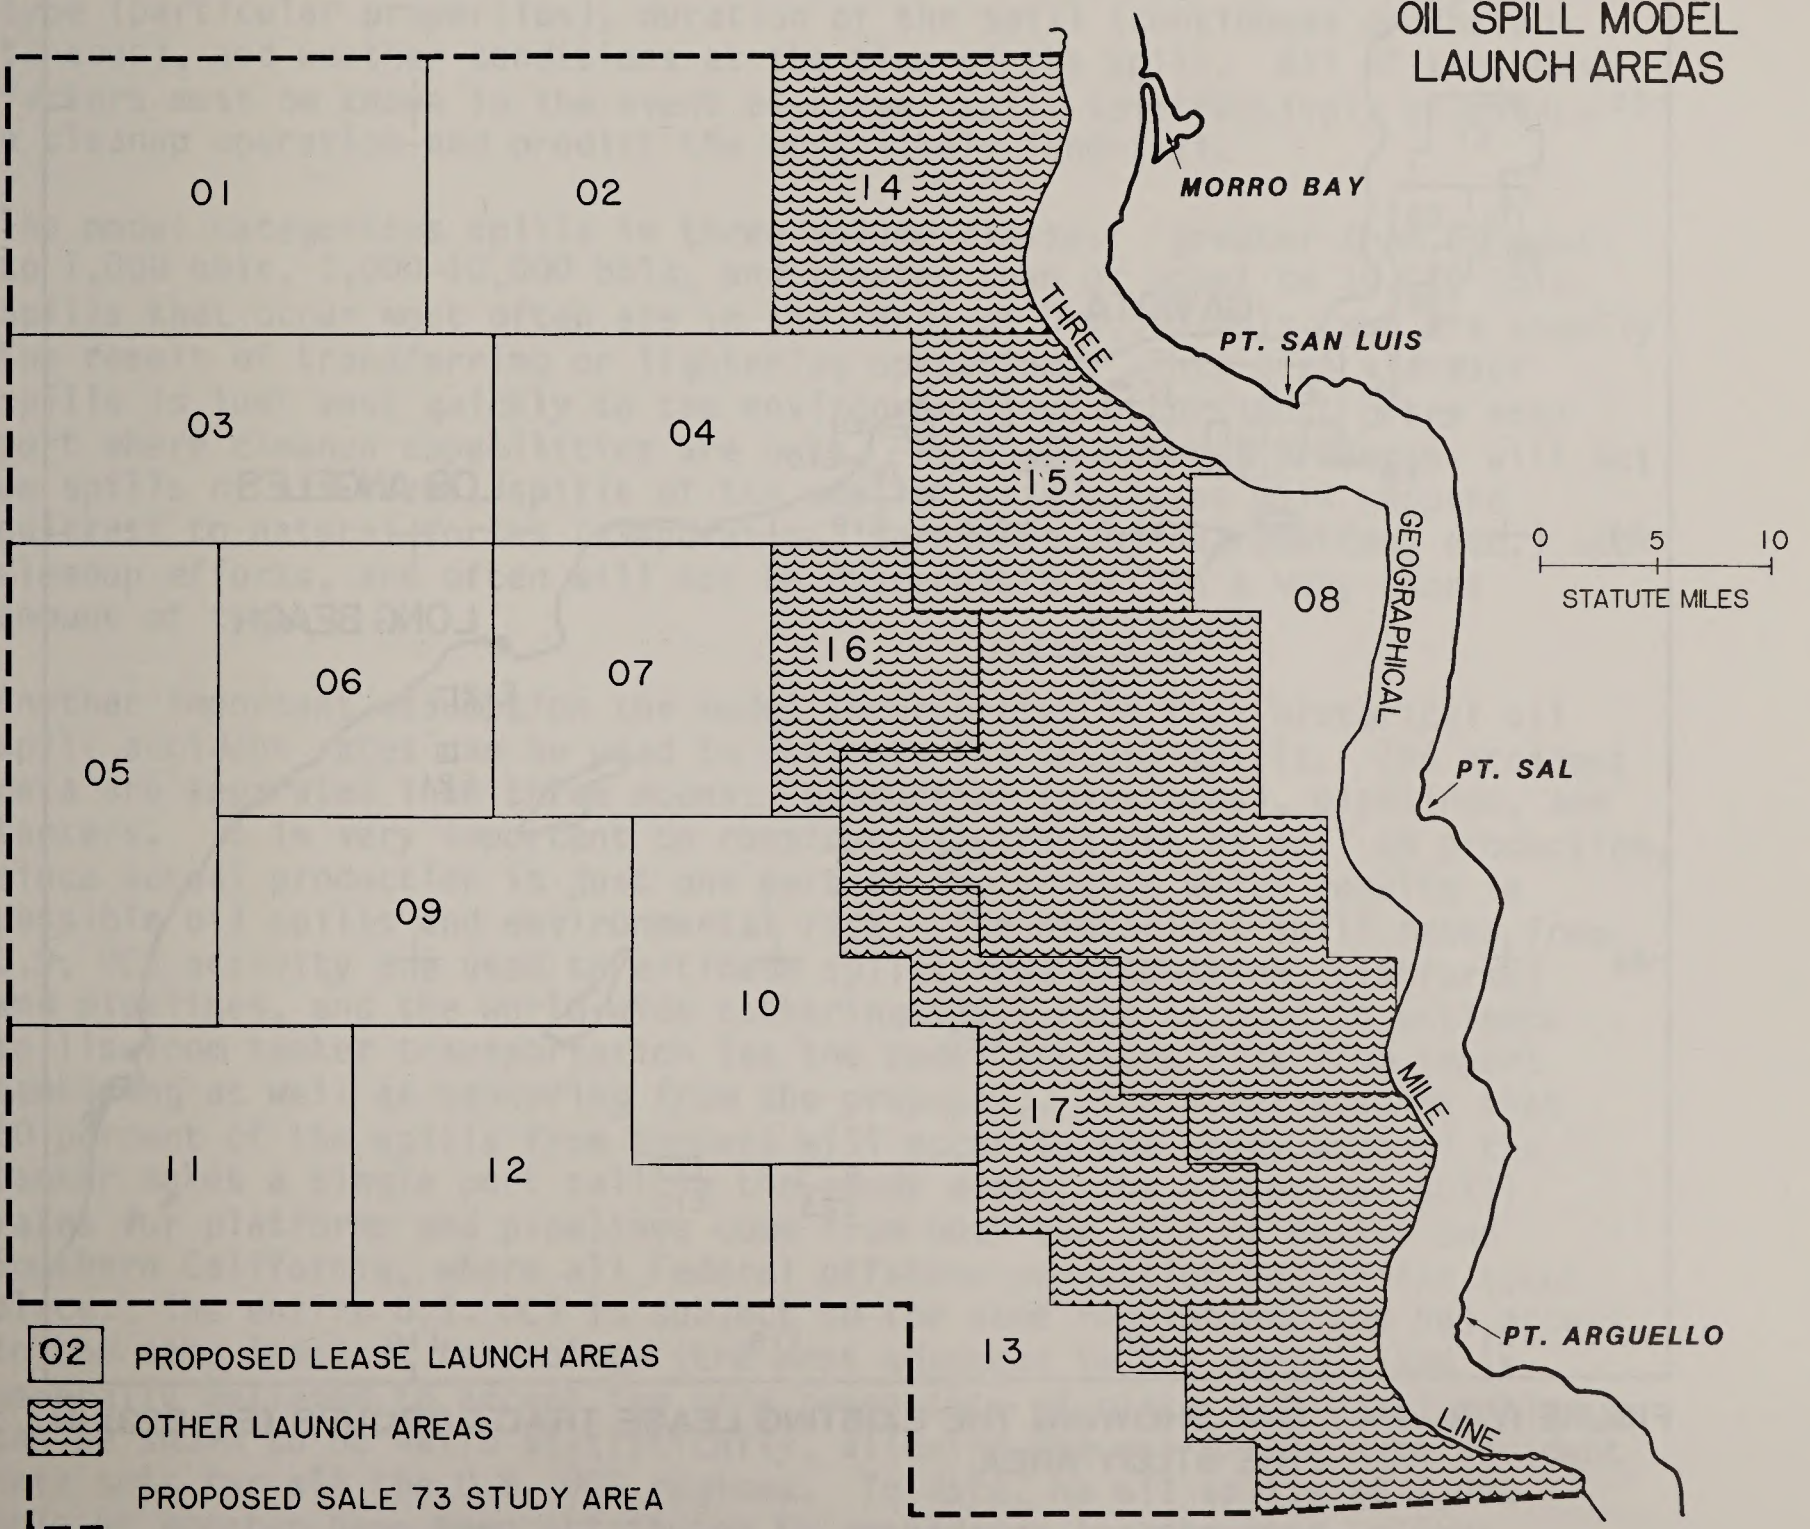 OIL SPILL MODEL
LAUNCH AREAS
01
02
14
MORRO BAY
THREE
PT. SAN LUIS
03
04
15
GEOGRAPHICAL
0 5 10
STATUTE MILES
08
16
06
07
05
PT. SAL
09
10
MILE
17
11
12
13
PT. ARGUELLO
LINE
02 PROPOSED LEASE LAUNCH AREAS
OTHER LAUNCH AREAS
PROPOSED SALE 73 STUDY AREA